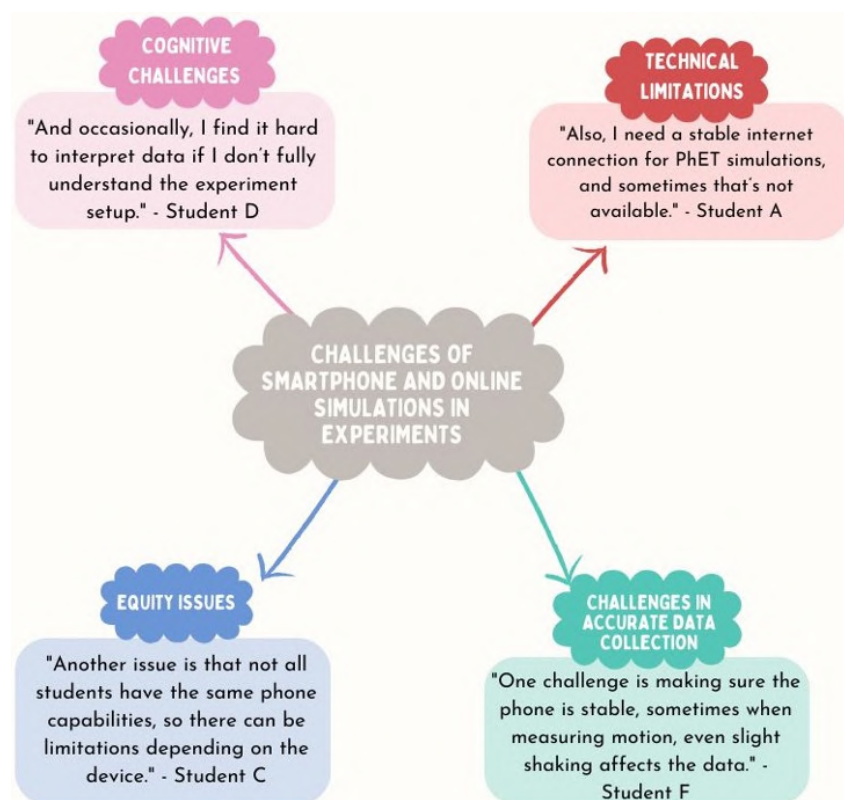 COGNITIVE
CHALLENGES
"And occasionally, I find it hard
to interpret data if I don't fully
understand the experiment
setup." - Student D
TECHNICAL
LIMITATIONS
"Also, I need a stable internet
connection for PhET simulations,
and sometimes that's not
available." - Student A
CHALLENGES OF
SMARTPHONE AND ONLINE
SIMULATIONS IN
EXPERIMENTS
EQUITY ISSUES
"Another issue is that not all
students have the same phone
capabilities, so there can be
limitations depending on the
device." - Student C
CHALLENGES IN
ACCURATE DATA
COLLECTION
"One challenge is making sure the
phone is stable, sometimes when
measuring motion, even slight
shaking affects the data." -
Student F